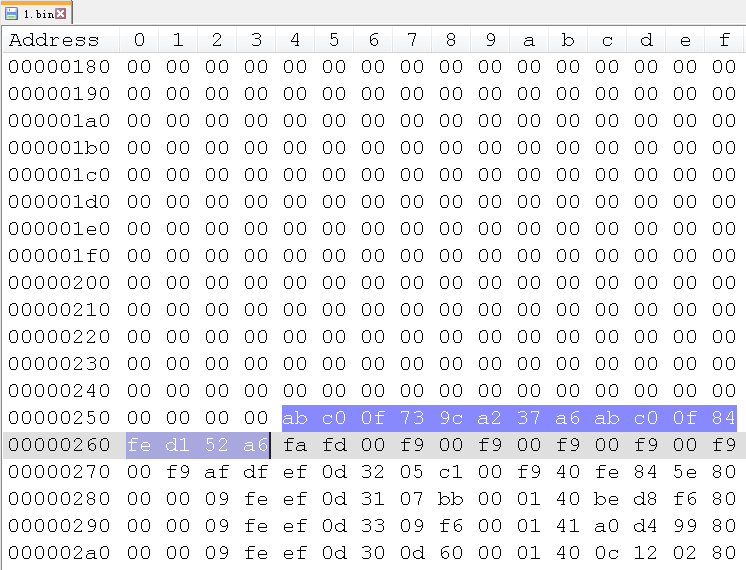 1.bin
Address 0 1 2 3 4 5 6 7 8 9 a b c d e f
00000180 00 00 00 00 00 00 00 00 00 00 00 00 00 00 00 00
00000190 00 00 00 00 00 00 00 00 00 00 00 00 00 00 00 00
000001a0 00 00 00 00 00 00 00 00 00 00 00 00 00 00 00 00
000001b0 00 00 00 00 00 00 00 00 00 00 00 00 00 00 00 00
000001c0 00 00 00 00 00 00 00 00 00 00 00 00 00 00 00 00
000001d0 00 00 00 00 00 00 00 00 00 00 00 00 00 00 00 00
000001e0 00 00 00 00 00 00 00 00 00 00 00 00 00 00 00 00
000001f0 00 00 00 00 00 00 00 00 00 00 00 00 00 00 00 00
00000200 00 00 00 00 00 00 00 00 00 00 00 00 00 00 00 00
00000210 00 00 00 00 00 00 00 00 00 00 00 00 00 00 00 00
00000220 00 00 00 00 00 00 00 00 00 00 00 00 00 00 00 00
00000230 00 00 00 00 00 00 00 00 00 00 00 00 00 00 00 00
00000240 00 00 00 00 00 00 00 00 00 00 00 00 00 00 00 00
00000250 00 00 00 00 ab c0 0f 73 9c a2 37 a6 ab c0 0f 84
00000260 fe d1 52 a6 fa fd 00 f9 00 f9 00 f9 00 f9 00 f9
00000270 00 f9 af df ef 0d 32 05 c1 00 f9 40 fe 84 5e 80
00000280 00 00 09 fe ef 0d 31 07 bb 00 01 40 be d8 f6 80
00000290 00 00 09 fe ef 0d 33 09 f6 00 01 41 a0 d4 99 80
000002a0 00 00 09 fe ef 0d 30 0d 60 00 01 40 0c 12 02 80